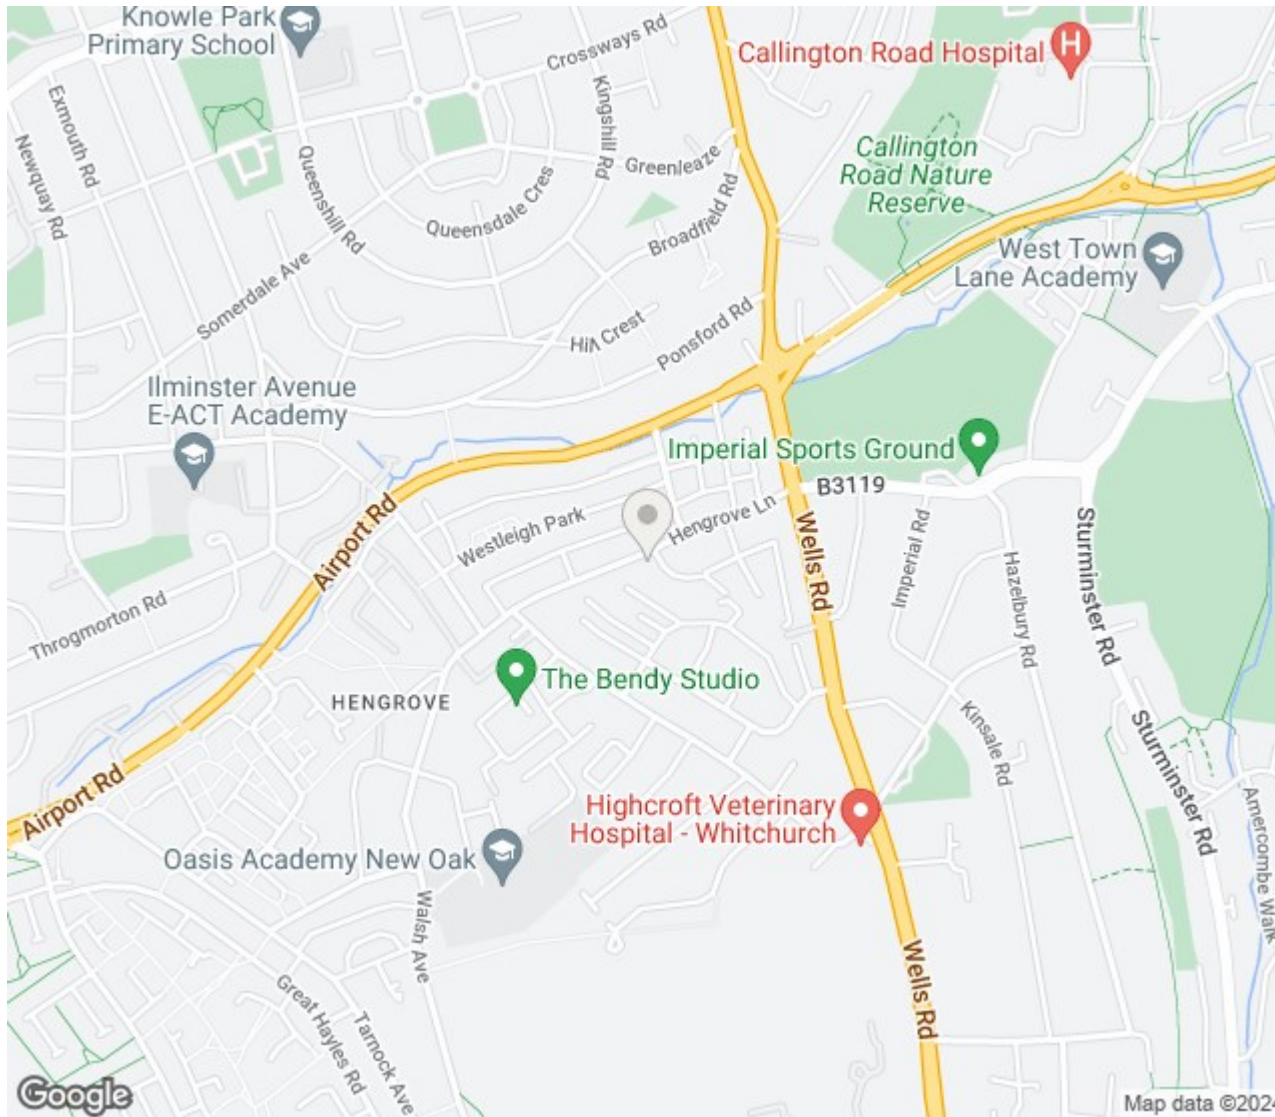 Knowle Park
Primary School
Crossways Rd
Callington Road Hospital
H
Exmouth Rd
Newquay Rd
Kingshill Rd
Greenleaze
Queenshill Rd
Queensdale Cres
Broadfield Rd
Callington
Road Nature
Reserve
West Town
Lane Academy
Somerdale Ave
Hill Crest
Ponsford Rd
Ilminster Avenue
E-ACT Academy
Imperial Sports Ground
B3119
Airport Rd
Westleigh Park
Hengrove Ln
Wells Rd
Imperial Rd
Hazelbury Rd
Sturminster Rd
Throgmorton Rd
The Bendy Studio
HENGROVE
Kinsale Rd
Sturminster Rd
Airport Rd
Highcroft Veterinary
Hospital - Whitchurch
Amercombe Walk
Oasis Academy New Oak
Walsh Ave
Wells Rd
Great Hayles Rd
Tarnock Ave
Google
Map data ©2024